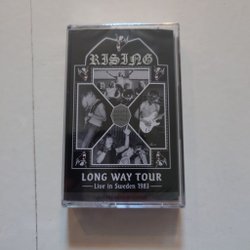 RISING
LONG WAY TOUR
Live in Sweden 1983